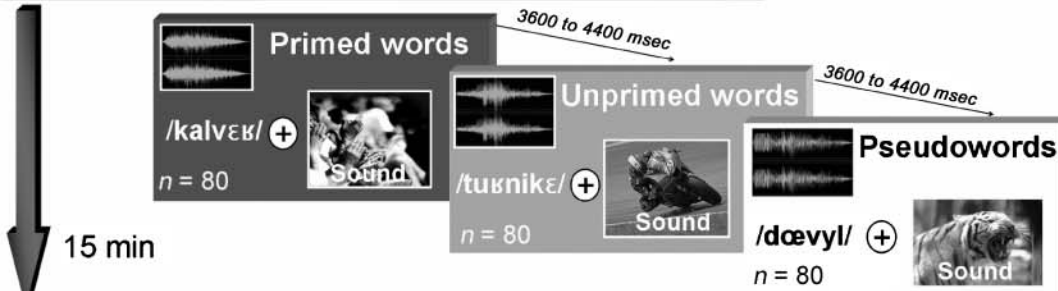 3600 to 4400 msec
Primed words
/kalvɛʁ/ +
Sound
n = 80
3600 to 4400 msec
Unprimed words
/tuʁnikɛ/ +
Sound
n = 80
Pseudowords
/dœvyl/ +
Sound
n = 80
15 min